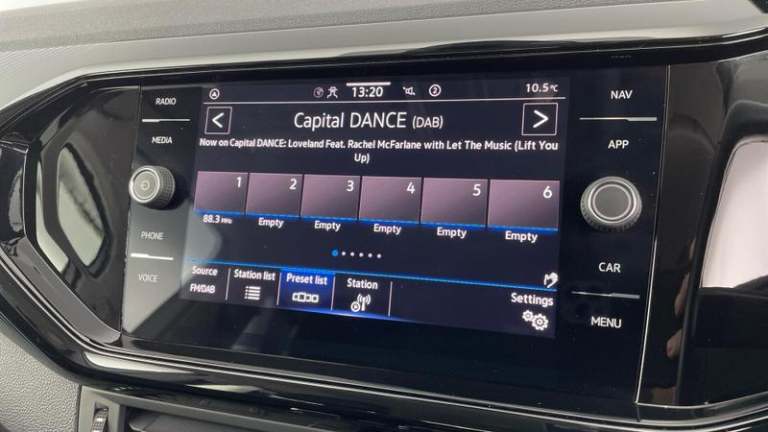 RADIO
MEDIA
PHONE
VOICE
13:20
2
10.5°C
Capital DANCE (DAB)
Now on Capital DANCE: Loveland Feat. Rachel McFarlane with Let The Music (Lift You
Up)
1 2 3 4 5 6
88.3 MHz Empty Empty Empty Empty Empty
Source Station list Preset list Station Settings
FM/DAB
NAV
APP
CAR
MENU